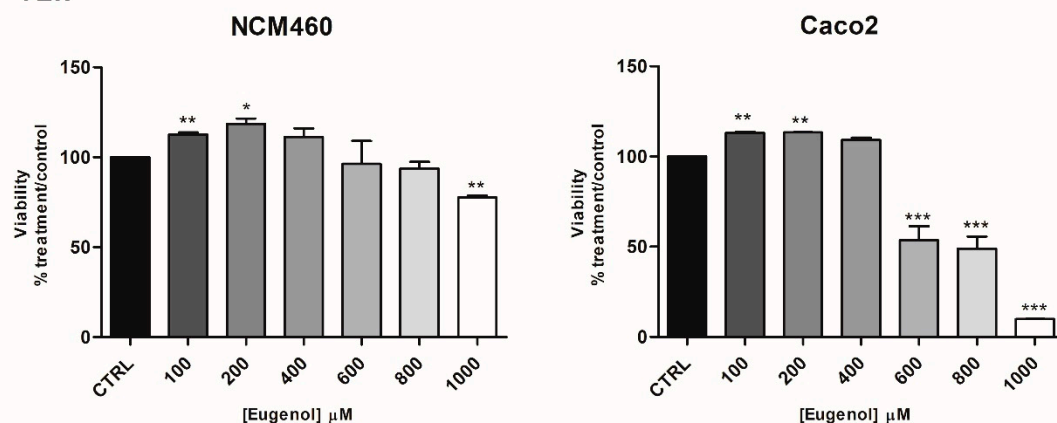 NCM460
Viability
% treatment/control
150
100
50
0
**
*
**
CTRL
100
200
400
600
800
1000
[Eugenol] μM
Caco2
Viability
% treatment/control
150
100
50
0
**
**
***
***
***
CTRL
100
200
400
600
800
1000
[Eugenol] μM